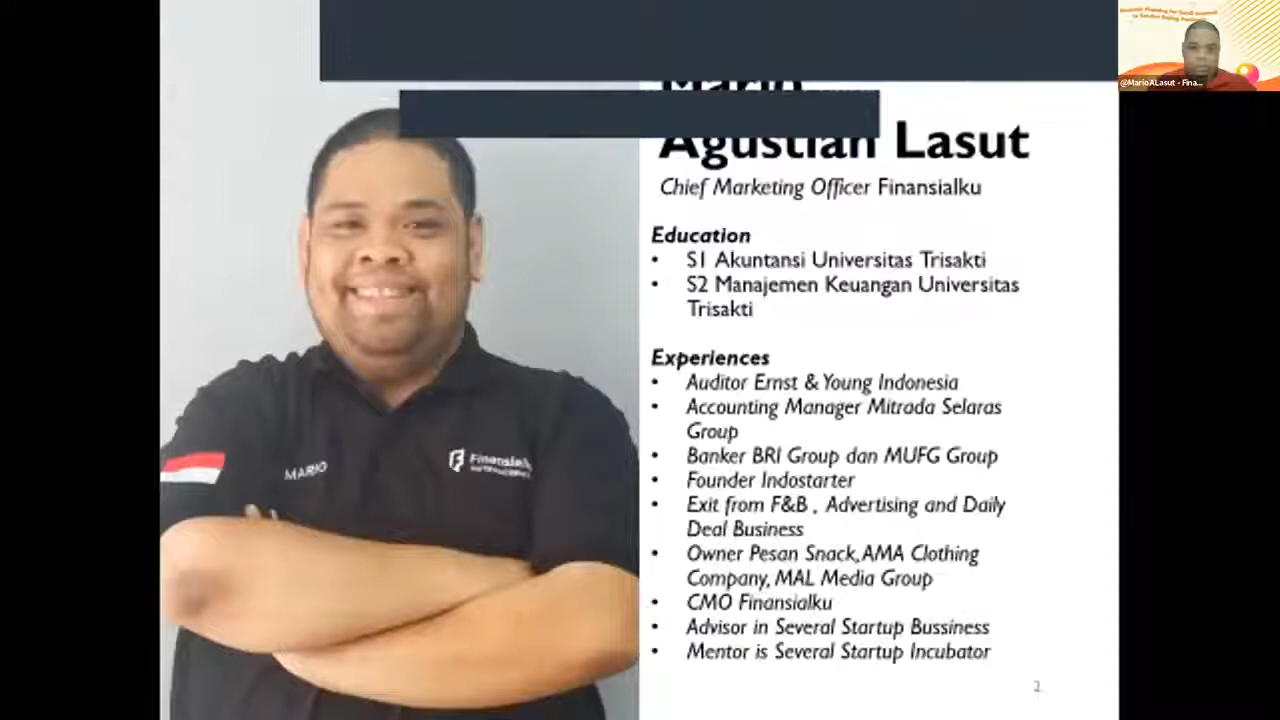 Mario
Agustian Lasut
Chief Marketing Officer Finansialku
Education
• S1 Akuntansi Universitas Trisakti
• S2 Manajemen Keuangan Universitas
Trisakti
Experiences
• Auditor Ernst & Young Indonesia
• Accounting Manager Mitrada Selaras
Group
• Banker BRI Group dan MUFG Group
• Founder Indostarter
• Exit from F&B , Advertising and Daily
Deal Business
• Owner Pesan Snack, AMA Clothing
Company, MAL Media Group
• CMO Finansialku
• Advisor in Several Startup Bussiness
• Mentor is Several Startup Incubator
2
MARIO
@MarioALasut - Fina...